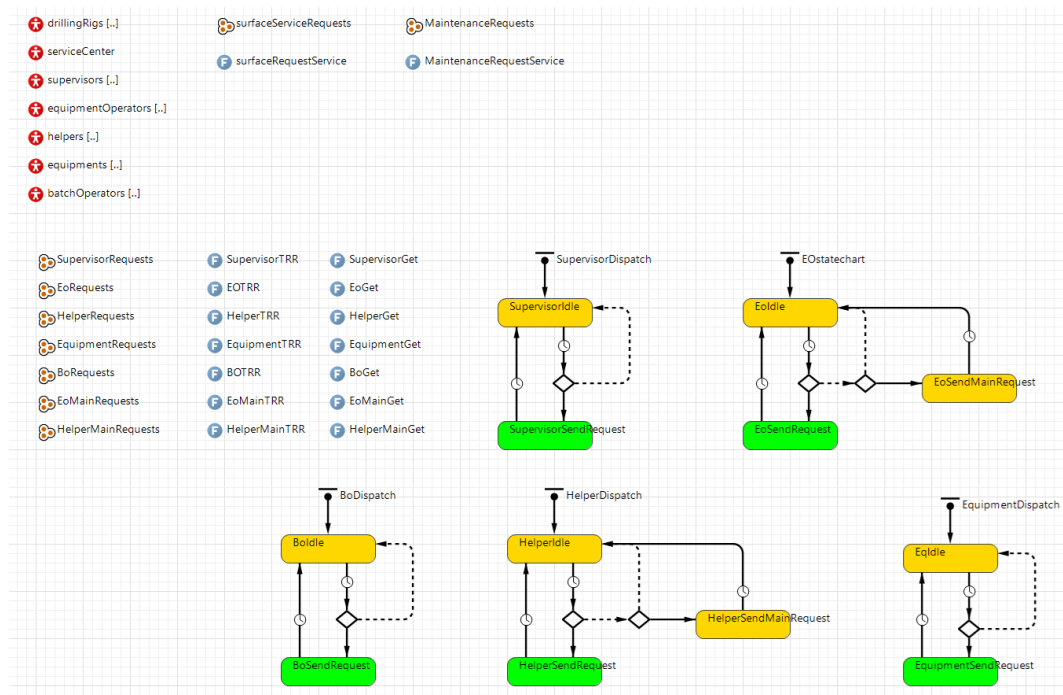 drillingRigs [..]
surfaceServiceRequests
MaintenanceRequests
serviceCenter
surfaceRequestService
MaintenanceRequestService
supervisors [..]
equipmentOperators [..]
helpers [..]
equipments [..]
batchOperators [..]
SupervisorRequests
SupervisorTRR
SupervisorGet
EoRequests
EOTRR
EoGet
HelperRequests
HelperTRR
HelperGet
EquipmentRequests
EquipmentTRR
EquipmentGet
BoRequests
BOTRR
BoGet
EoMainRequests
EoMainTRR
EoMainGet
HelperMainRequests
HelperMainTRR
HelperMainGet
SupervisorDispatch
SupervisorIdle
SupervisorSendRequest
EOstatechart
EoIdle
EoSendMainRequest
EoSendRequest
BoDispatch
BoIdle
BoSendRequest
HelperDispatch
HelperIdle
HelperSendMainRequest
HelperSendRequest
EquipmentDispatch
EqIdle
EquipmentSendRequest